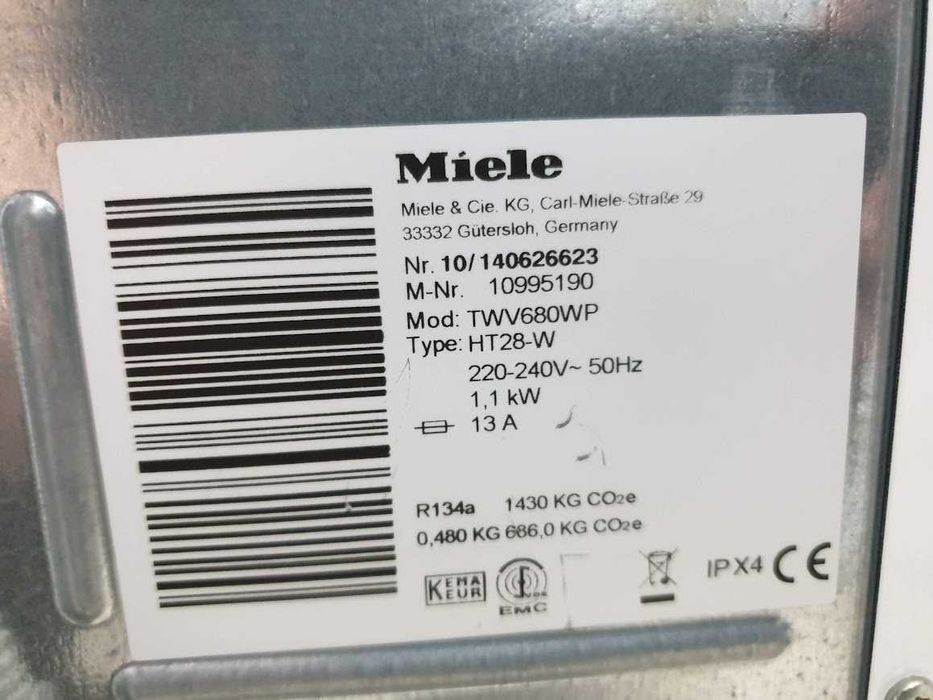 Miele
Miele & Cie. KG, Carl-Miele-Straße 29
33332 Gütersloh, Germany
Nr. 10/140626623
M-Nr. 10995190
Mod: TWV680WP
Type: HT28-W
220-240V~ 50Hz
1,1 kW
13 A
R134a 1430 KG CO2e
0,480 KG 686,0 KG CO2e
KEMA
KEUR
VDE
EMC
IPX4 CE